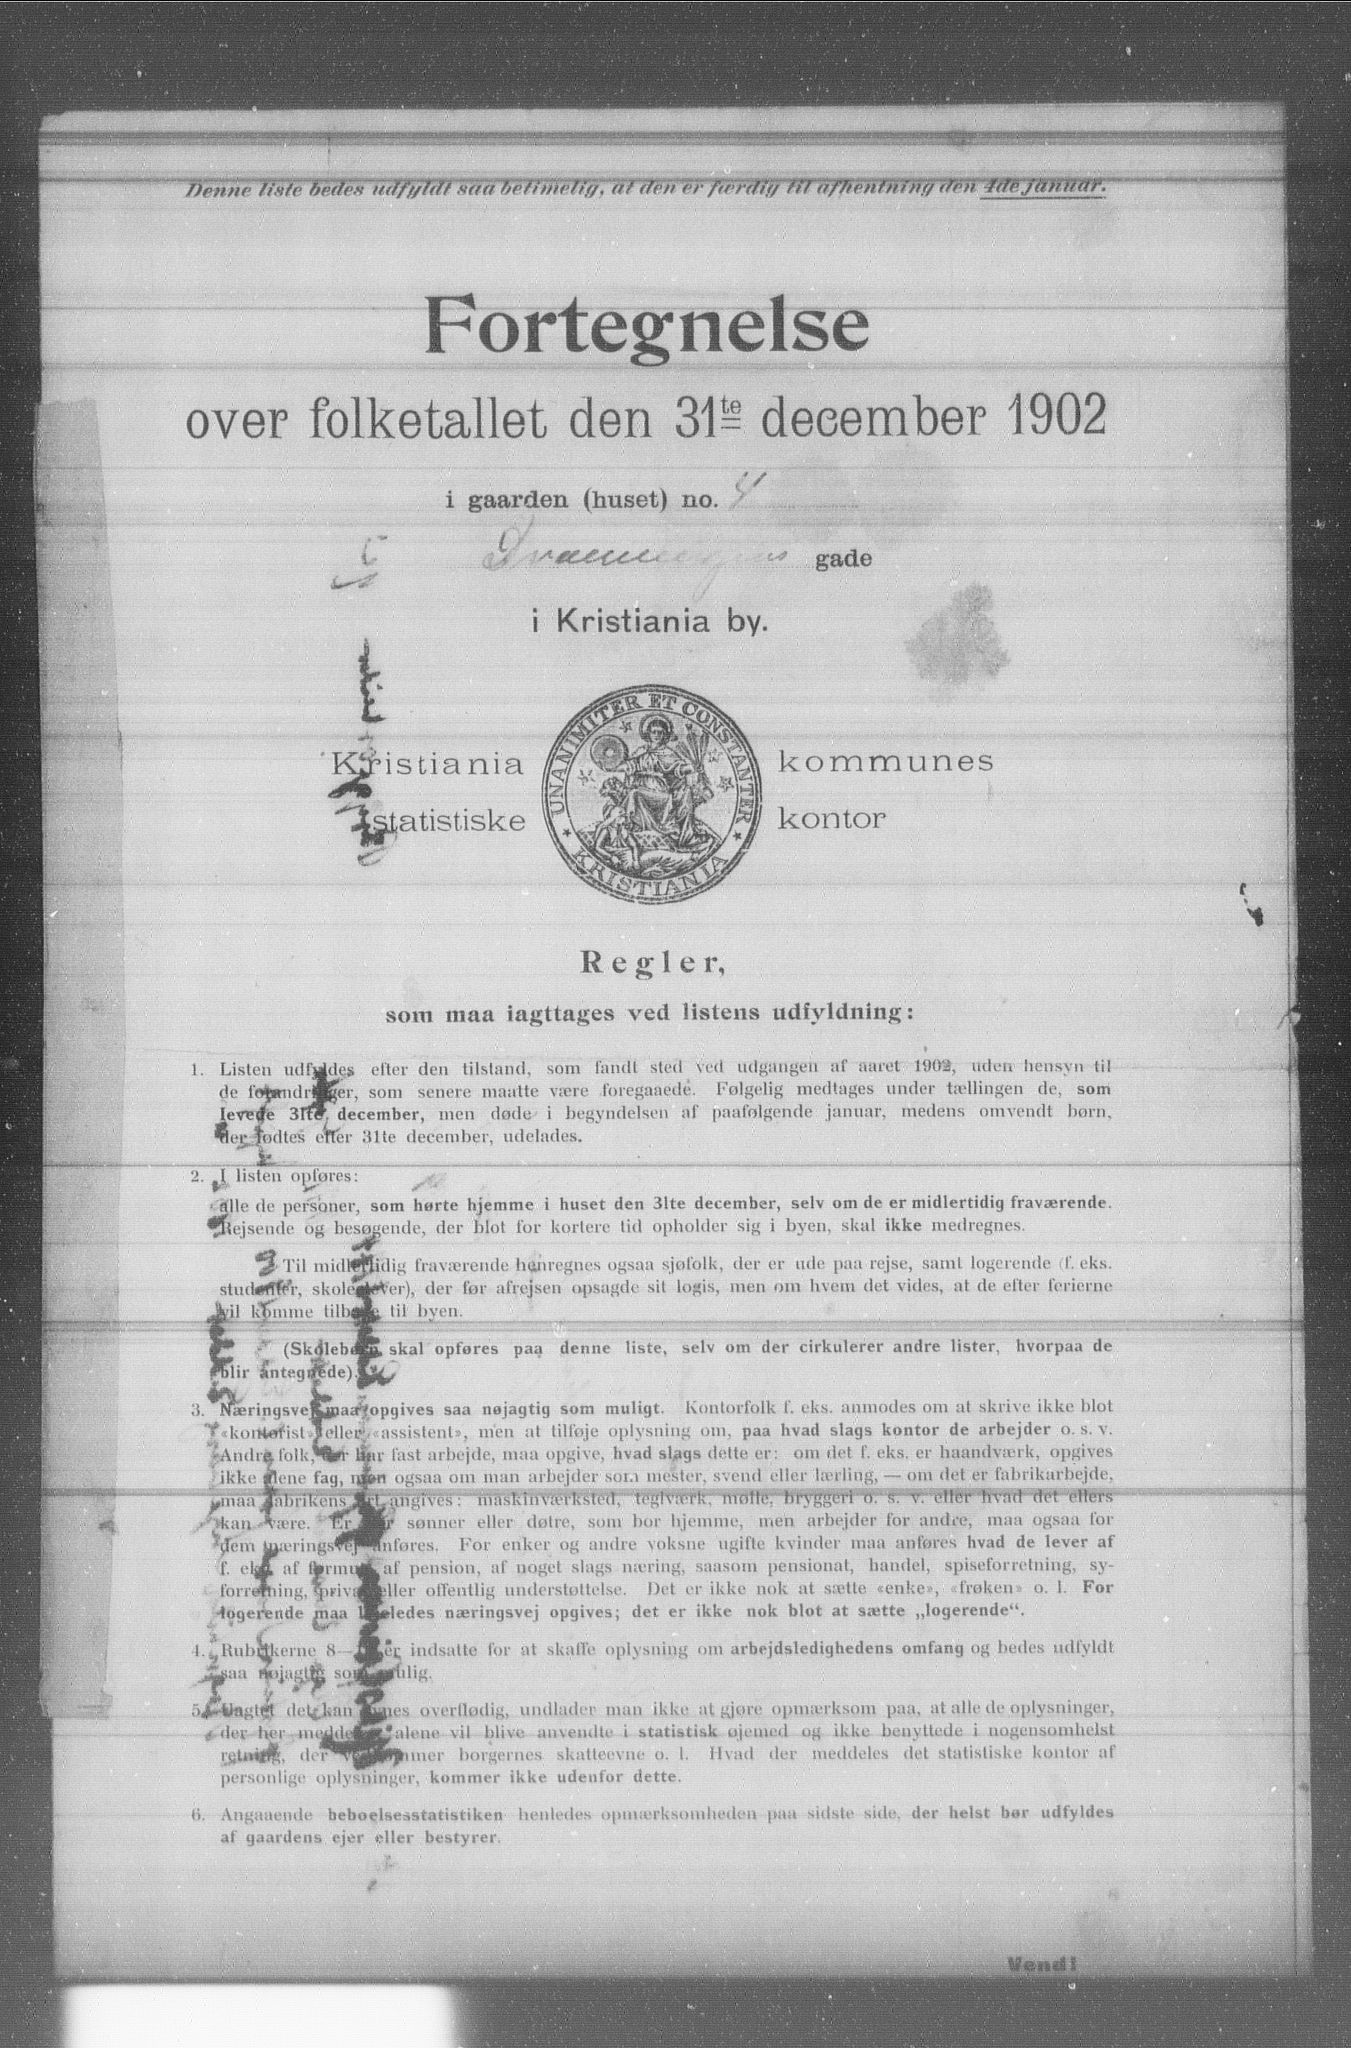 Denne liste bedes udfyldt saa betimelig, at den er færdig til afhentning den 4de januar.
Fortegnelse
over folketallet den 31te december 1902
i gaarden (huset) no. 4
gade
i Kristiania by.
Kristiania kommunes
statistiske kontor
UNANIMITER ET CONSTANTER
KRISTIANIA
Regler,
som maa iagttages ved listens udfyldning:
1. Listen udfyldes efter den tilstand, som fandt sted ved udgangen af aaret 1902, uden hensyn til
de forandringer, som senere maatte være foregaaede. Følgelig medtages under tællingen de, som
levede 31te december, men døde i begyndelsen af paafølgende januar, medens omvendt børn,
der fødtes efter 31te december, udelades.
2. I listen opføres:
alle de personer, som hørte hjemme i huset den 31te december, selv om de er midlertidig fraværende.
Rejsende og besøgende, der blot for kortere tid opholder sig i byen, skal ikke medregnes.
Til midlertidig fraværende henregnes ogsaa sjøfolk, der er ude paa rejse, samt logerende (f. eks.
studenter, skoleelever), der før afrejsen opsagde sit logis, men om hvem det vides, at de efter ferierne
vil komme tilbage til byen.
(Skolebørn skal opføres paa denne liste, selv om der cirkulerer andre lister, hvorpaa de
blir antegnede).
3. Næringsvej maa opgives saa nøjagtig som muligt. Kontorfolk f. eks. anmodes om at skrive ikke blot
«kontorist» eller «assistent», men at tilføje oplysning om, paa hvad slags kontor de arbejder o. s. v.
Andre folk, der har fast arbejde, maa opgive, hvad slags dette er: om det f. eks. er haandværk, opgives
ikke alene fag, men ogsaa om man arbejder som mester, svend eller lærling, — om det er fabrikarbejde,
maa fabrikens art angives: maskinværksted, teglværk, mølle, bryggeri o. s. v. eller hvad det ellers
kan være. Er der sønner eller døtre, som bor hjemme, men arbejder for andre, maa ogsaa for
dem næringsvej anføres. For enker og andre voksne ugifte kvinder maa anføres hvad de lever af
f. eks. af formue, af pension, af noget slags næring, saasom pensionat, handel, spiseforretning, sy-
forretning, privat eller offentlig understøttelse. Det er ikke nok at sætte «enke», «frøken» o. l. For
logerende maa ligeledes næringsvej opgives; det er ikke nok blot at sætte „logerende“.
4. Rubrikerne 8— er indsatte for at skaffe oplysning om arbejdsledighedens omfang og bedes udfyldt
saa nøjagtig som mulig.
5. Uagtet det kan synes overflødig, undlader man ikke at gjøre opmærksom paa, at alle de oplysninger,
der her meddeles, alene vil blive anvendte i statistisk øjemed og ikke benyttede i nogensomhelst
retning, der vedkommer borgernes skatteevne o. l. Hvad der meddeles det statistiske kontor af
personlige oplysninger, kommer ikke udenfor dette.
6. Angaaende beboelsesstatistiken henledes opmærksomheden paa sidste side, der helst bør udfyldes
af gaardens ejer eller bestyrer.
Vend!